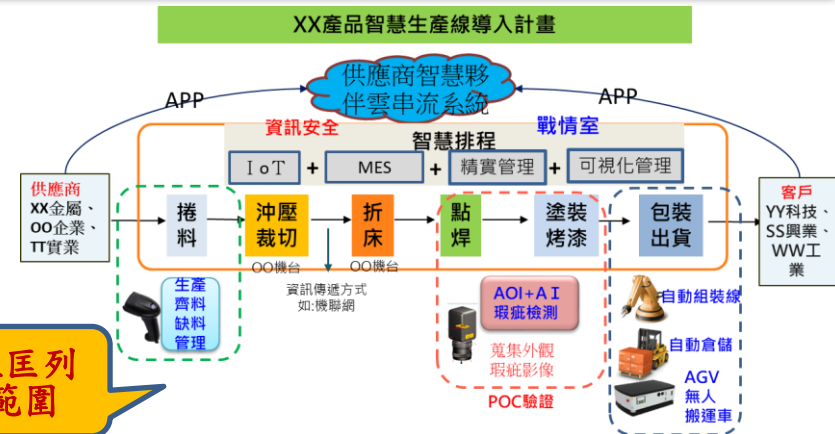 XX產品智慧生產線導入計畫
供應商智慧夥
伴雲串流系統
APP
APP
資訊安全
智慧排程
戰情室
IoT
+
MES
+
精實管理
+
可視化管理
供應商
XX金屬、
OO企業、
TT實業
捲
料
沖壓
裁切
折
床
點
焊
塗裝
烤漆
包裝
出貨
客戶
YY科技、
SS興業、
WW工
業
OO機台
OO機台
資訊傳遞方式
如:機聯網
生產
齊料
缺料
管理
AOI+AI
瑕疵檢測
蒐集外觀
瑕疵影像
POC驗證
自動組裝線
自動倉儲
AGV
無人
搬運車
匡列
範圍